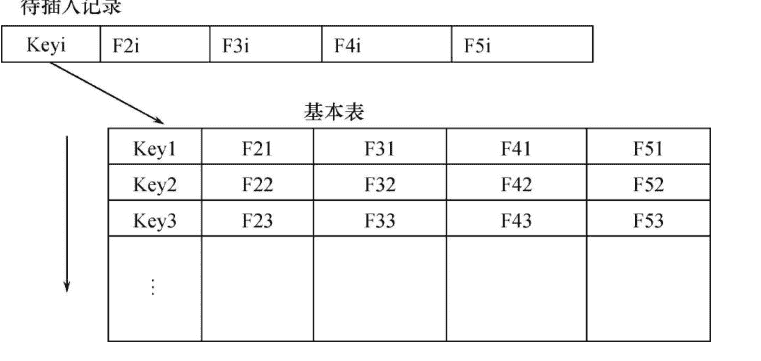 待插入记录
Keyi F2i F3i F4i F5i
基本表
Key1 F21 F31 F41 F51
Key2 F22 F32 F42 F52
Key3 F23 F33 F43 F53
⋮